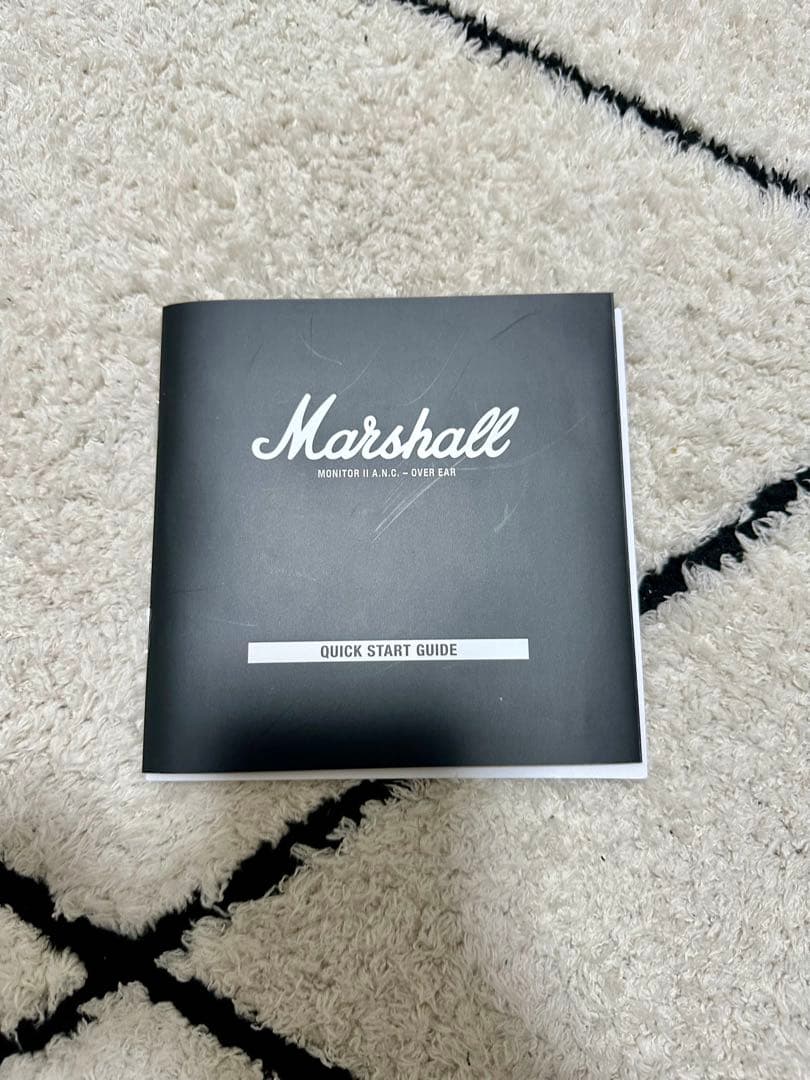 Marshall
MONITOR II A.N.C. – OVER EAR
QUICK START GUIDE